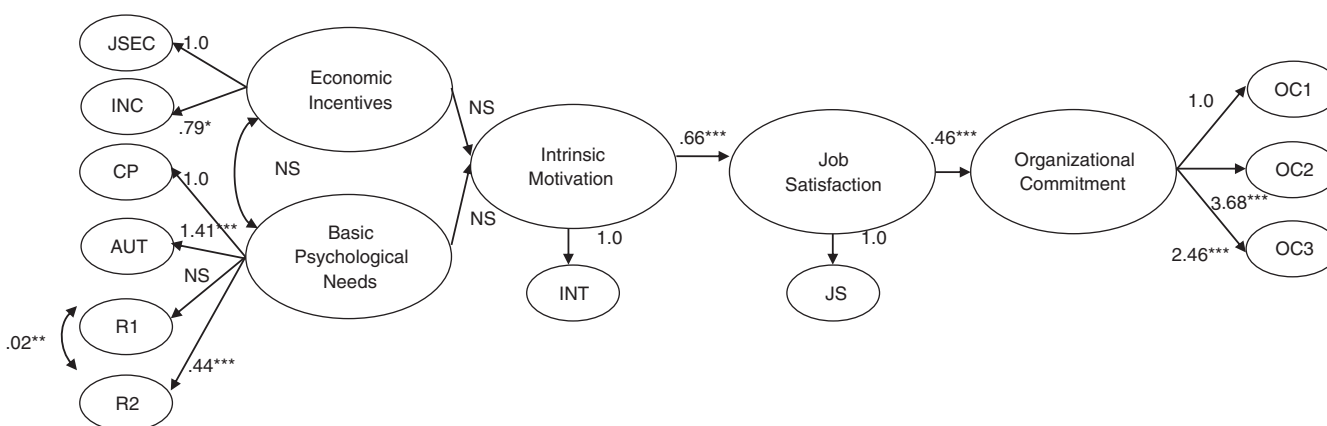 JSEC
1.0
INC
.79*
Economic
Incentives
NS
NS
CP
1.0
AUT
1.41***
NS
R1
.02**
R2
.44***
Basic
Psychological
Needs
NS
Intrinsic
Motivation
1.0
INT
.66***
Job
Satisfaction
1.0
JS
.46***
Organizational
Commitment
1.0
OC1
OC2
3.68***
2.46***
OC3